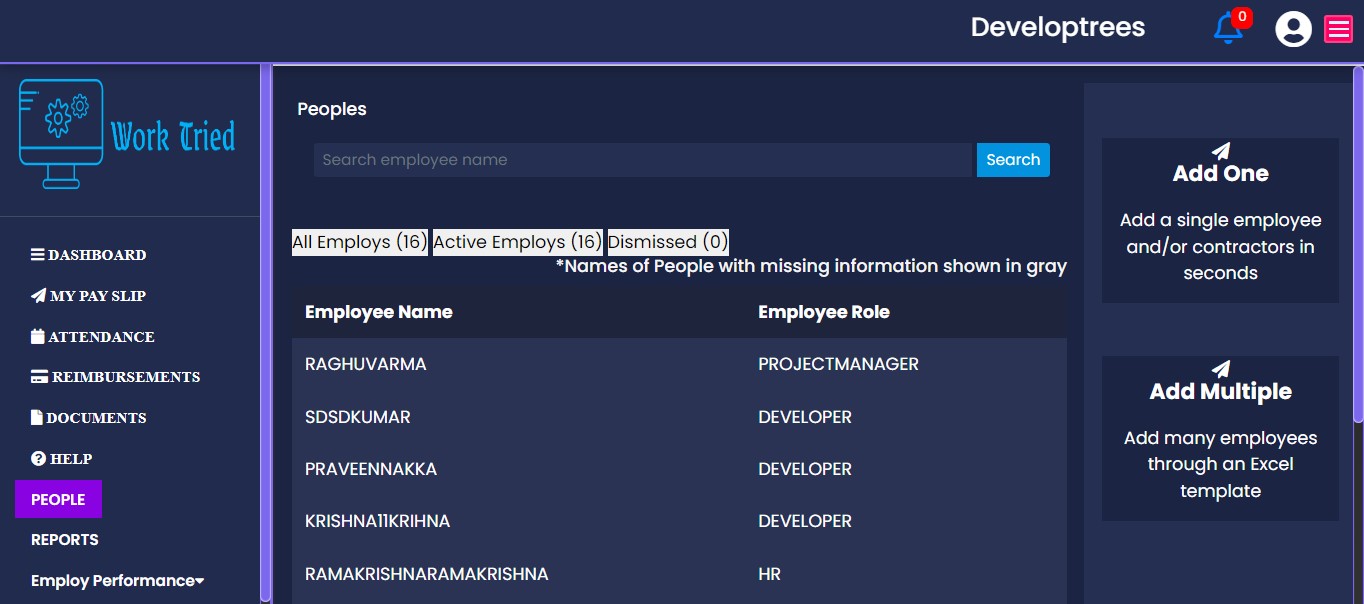 Developtrees
0
Work Tried
DASHBOARD
MY PAY SLIP
ATTENDANCE
REIMBURSEMENTS
DOCUMENTS
HELP
PEOPLE
REPORTS
Employ Performance
Peoples
Search employee name
Search
All Employs (16) Active Employs (16) Dismissed (0)
*Names of People with missing information shown in gray
Employee Name Employee Role
RAGHUVARMA PROJECTMANAGER
SDSDKUMAR DEVELOPER
PRAVEENNAKKA DEVELOPER
KRISHNA11KRIHNA DEVELOPER
RAMAKRISHNARAMAKRISHNA HR
Add One
Add a single employee
and/or contractors in
seconds
Add Multiple
Add many employees
through an Excel
template